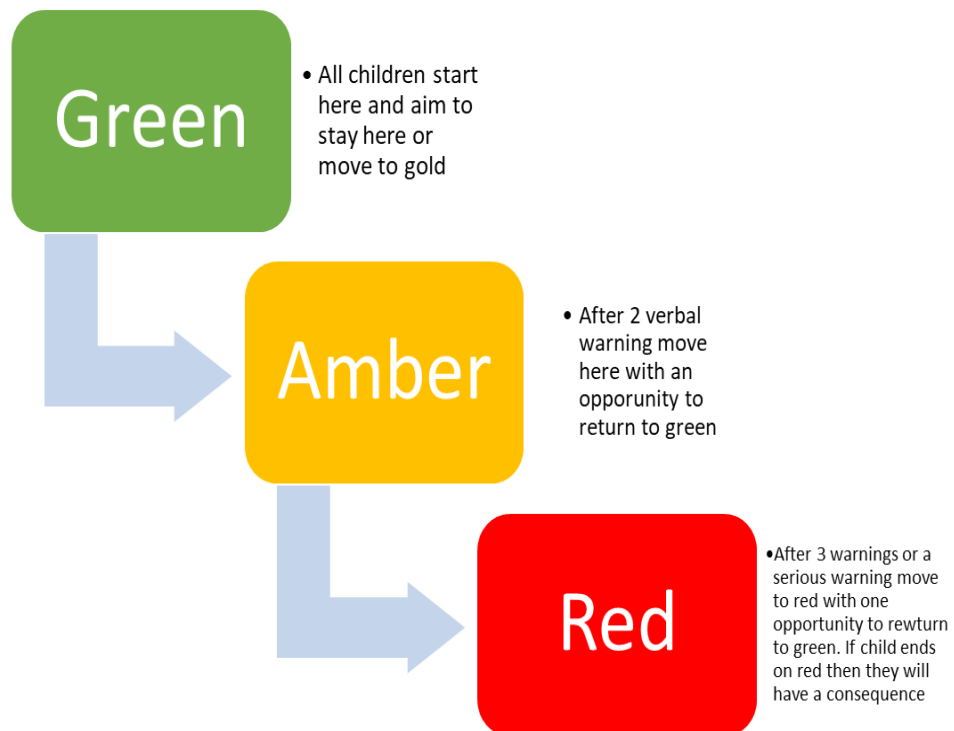 Green
• All children start
here and aim to
stay here or
move to gold
Amber
• After 2 verbal
warning move
here with an
opporunity to
return to green
Red
•After 3 warnings or a
serious warning move
to red with one
opportunity to rewturn
to green. If child ends
on red then they will
have a consequence